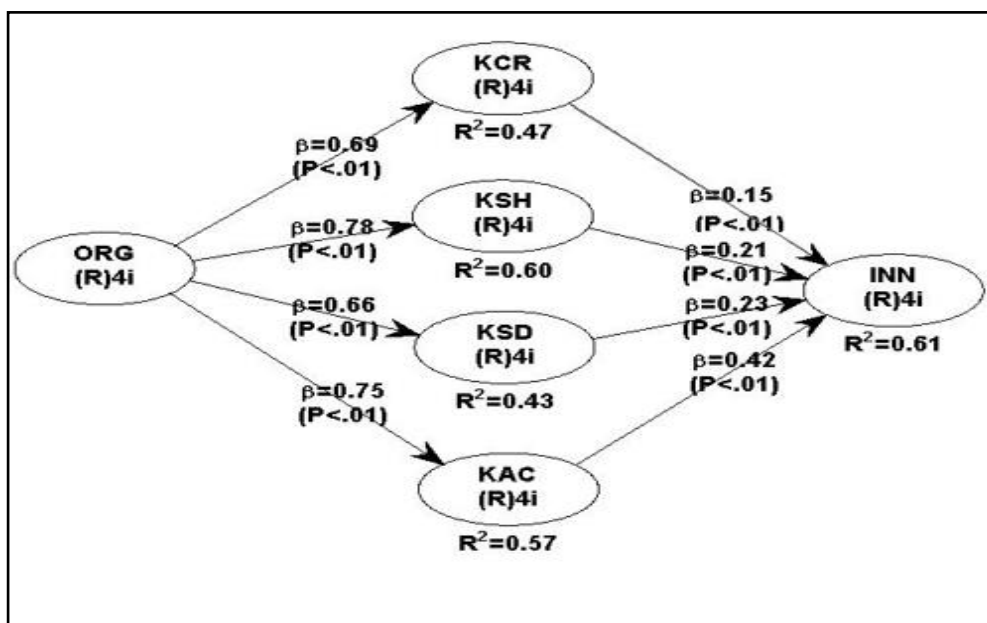 KCR
(R)4i
R²=0.47
β=0.69
(P<.01)
KSH
(R)4i
R²=0.60
β=0.78
(P<.01)
ORG
(R)4i
β=0.15
(P<.01)
β=0.21
(P<.01)
INN
(R)4i
R²=0.61
β=0.66
(P<.01)
KSD
(R)4i
R²=0.43
β=0.23
(P<.01)
β=0.42
(P<.01)
β=0.75
(P<.01)
KAC
(R)4i
R²=0.57